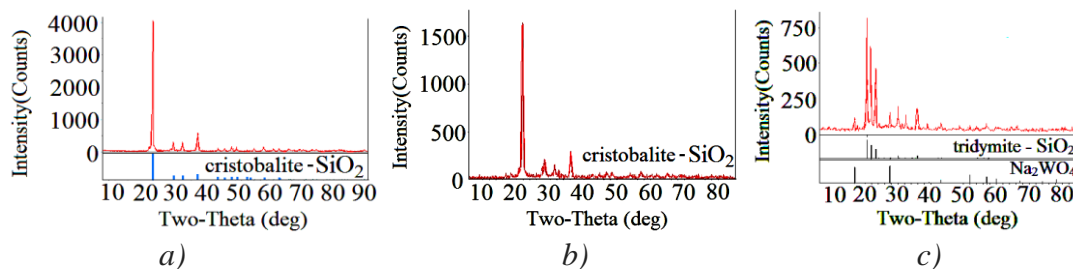 Intensity(Counts)
4000
3000
2000
1000
0
cristobalite-SiO₂
10 20 30 40 50 60 70 80 90
Two-Theta (deg)
a)
Intensity(Counts)
1500
1000
500
0
cristobalite-SiO₂
10 20 30 40 50 60 70 80
Two-Theta (deg)
b)
Intensity(Counts)
750
500
250
0
tridymite - SiO₂
Na₂WO₄
10 20 30 40 50 60 70 80
Two-Theta (deg)
c)